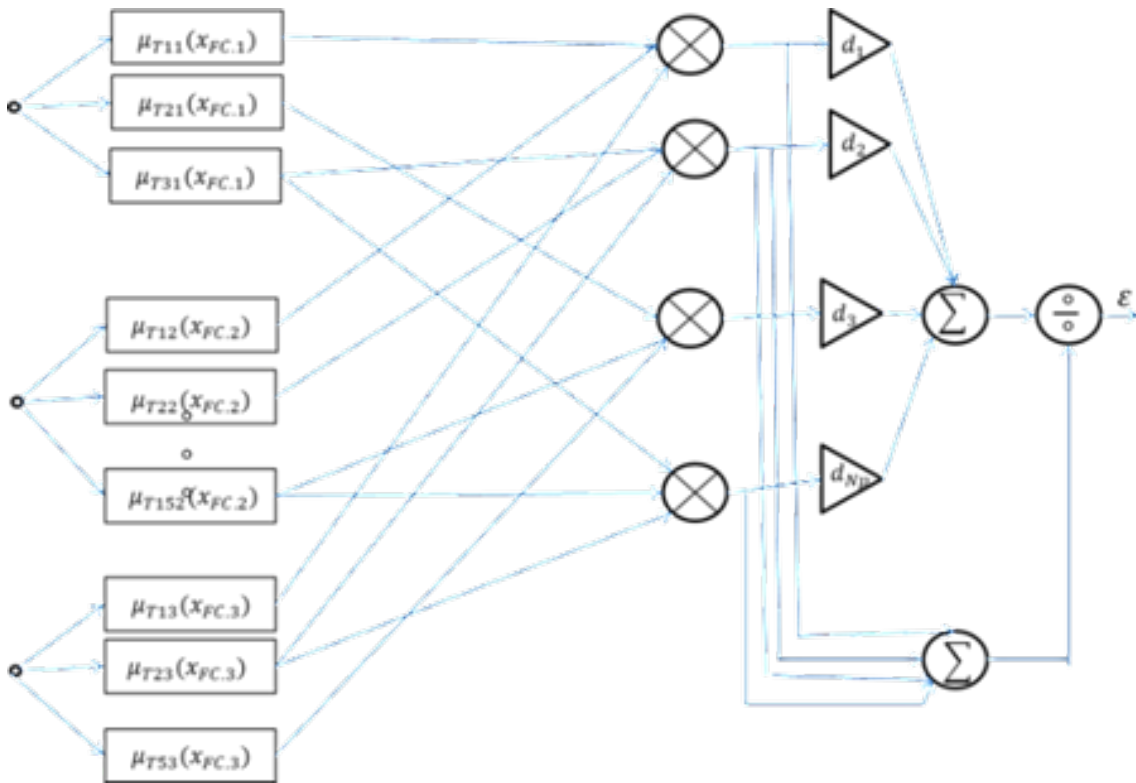 μT11(xFC.1)
μT21(xFC.1)
μT31(xFC.1)
μT12(xFC.2)
μT22(xFC.2)
μT152(xFC.2)
μT13(xFC.3)
μT23(xFC.3)
μT53(xFC.3)
d1
d2
d3
∑
÷
ε
∑